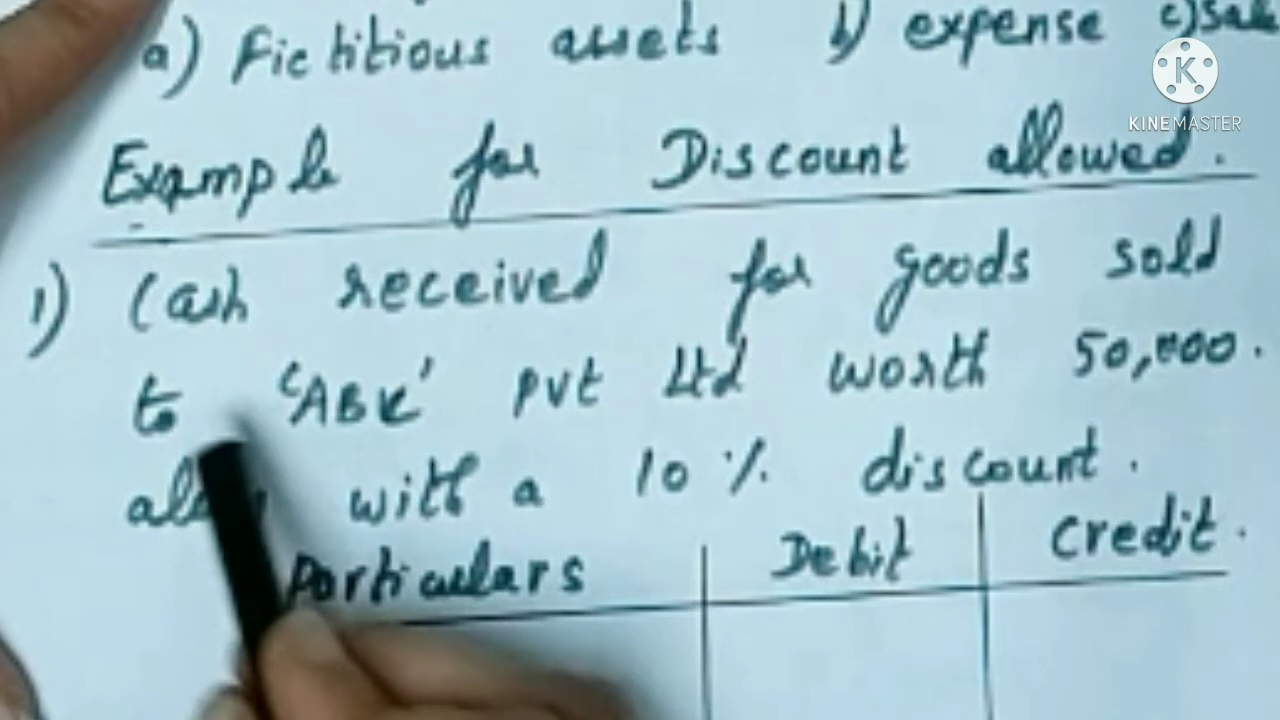 a) Fictitious assets b) expense c) Sale
KINEMASTER
Example for Discount allowed.
1) Cash received for goods sold
to 'ABK' PVT Ltd worth 50,000.
with a 10% discount.
Particulars Debit Credit.